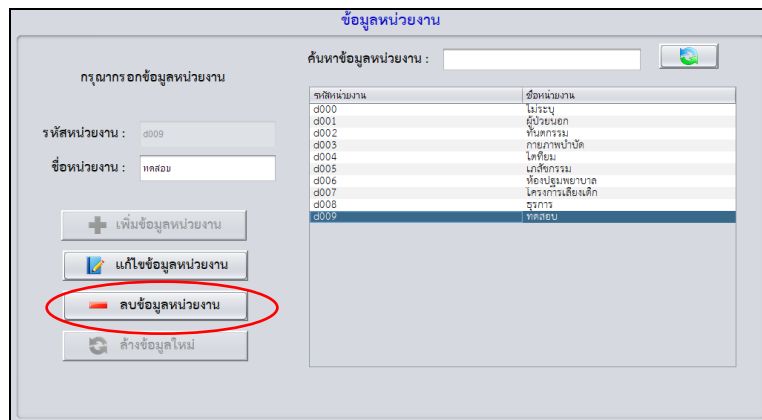 ข้อมูลหน่วยงาน
กรุณากรอกข้อมูลหน่วยงาน
รหัสหน่วยงาน : d009
ชื่อหน่วยงาน : ทดสอบ
เพิ่มข้อมูลหน่วยงาน
แก้ไขข้อมูลหน่วยงาน
ลบข้อมูลหน่วยงาน
ล้างข้อมูลใหม่
ค้นหาข้อมูลหน่วยงาน :
รหัสหน่วยงาน ชื่อหน่วยงาน
d000 ไม่ระบุ
d001 ผู้ป่วยนอก
d002 ทันตกรรม
d003 กายภาพบำบัด
d004 ไตเทียม
d005 เภสัชกรรม
d006 ห้องปฐมพยาบาล
d007 โครงการเลี้ยงเด็ก
d008 ธุรการ
d009 ทดสอบ